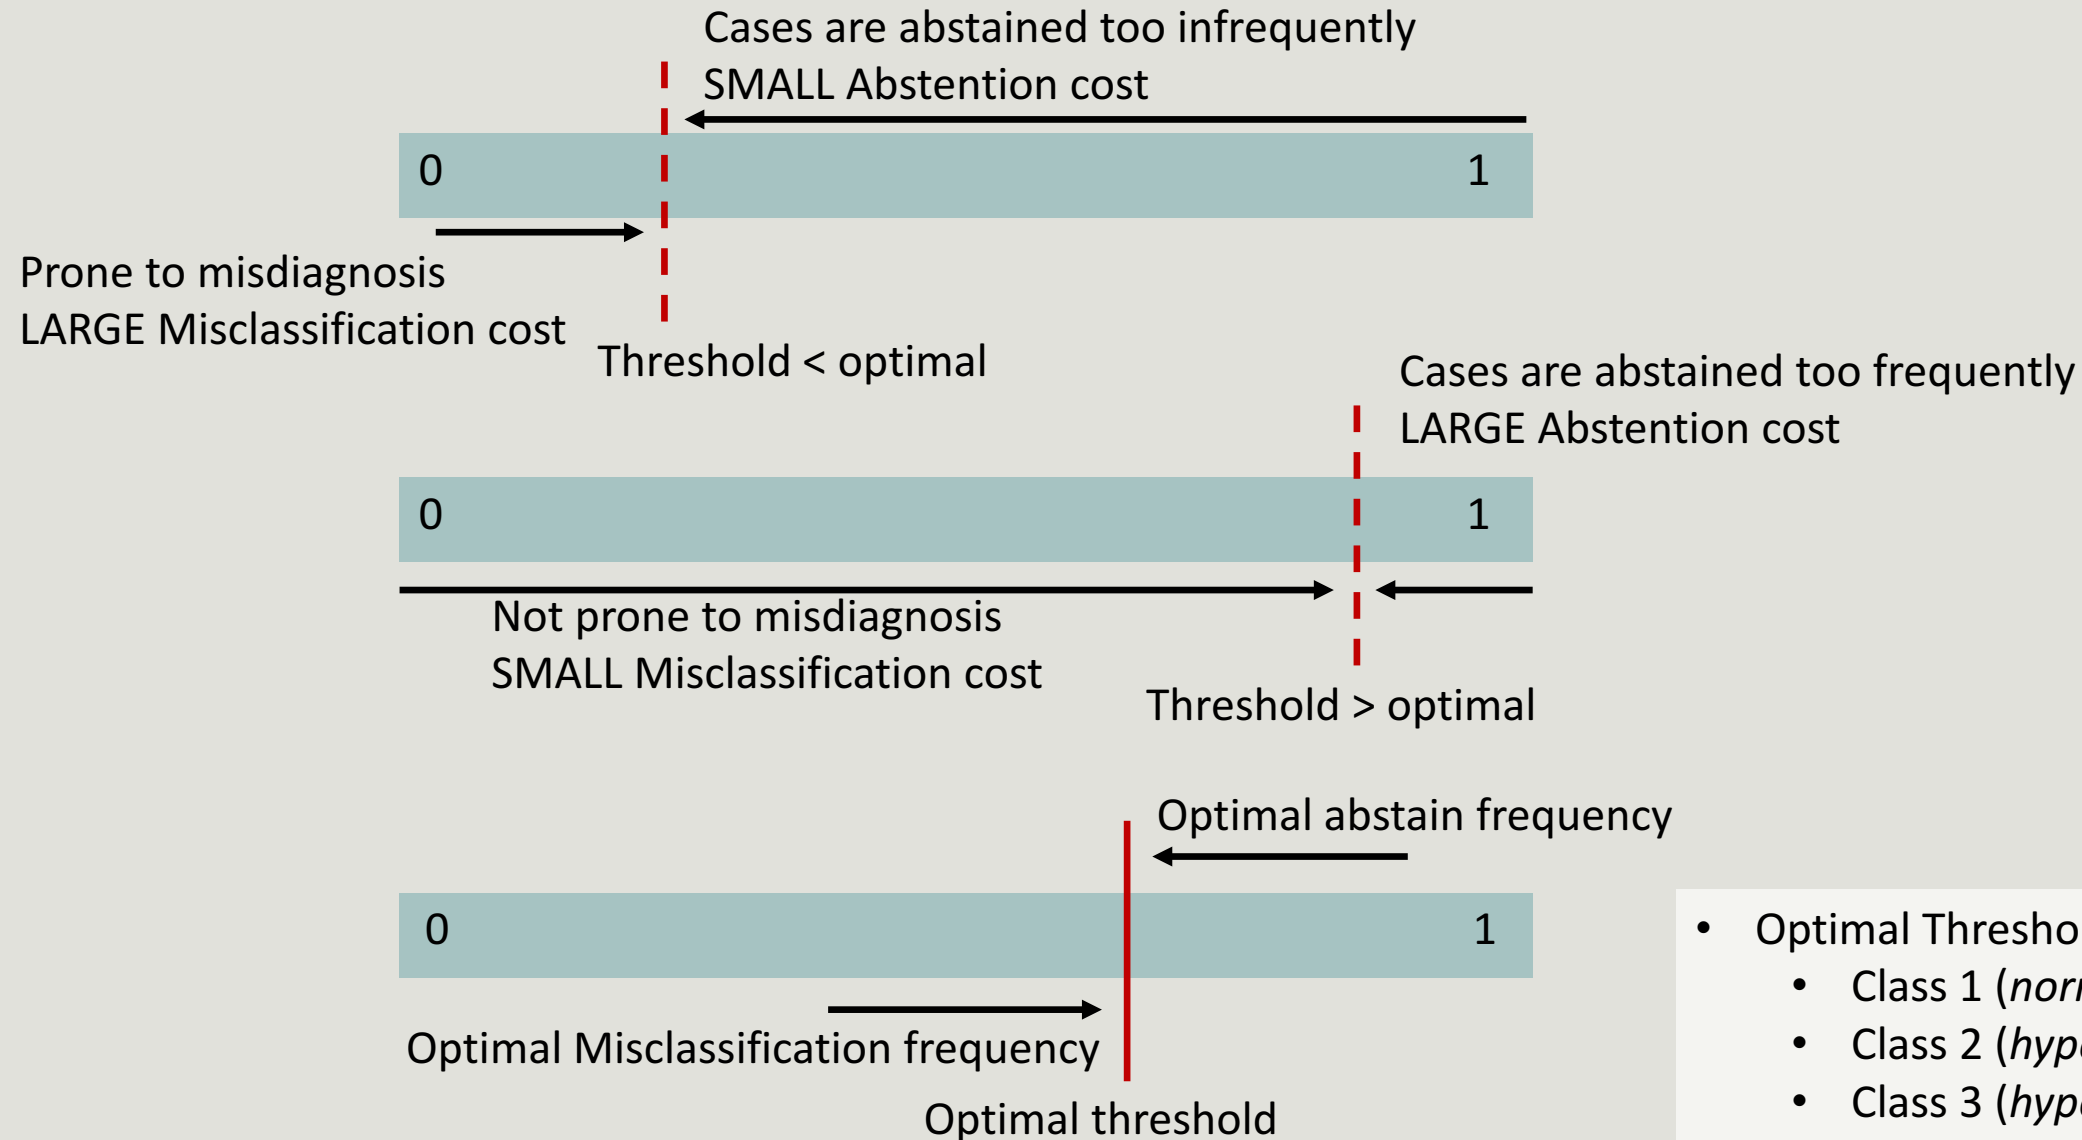 Cases are abstained too infrequently
SMALL Abstention cost
0
1
Prone to misdiagnosis
LARGE Misclassification cost
Threshold < optimal
Cases are abstained too frequently
LARGE Abstention cost
0
1
Not prone to misdiagnosis
SMALL Misclassification cost
Threshold > optimal
Optimal abstain frequency
0
1
Optimal Misclassification frequency
Optimal threshold
• Optimal
• Class 1
• Class 2
• Class 3